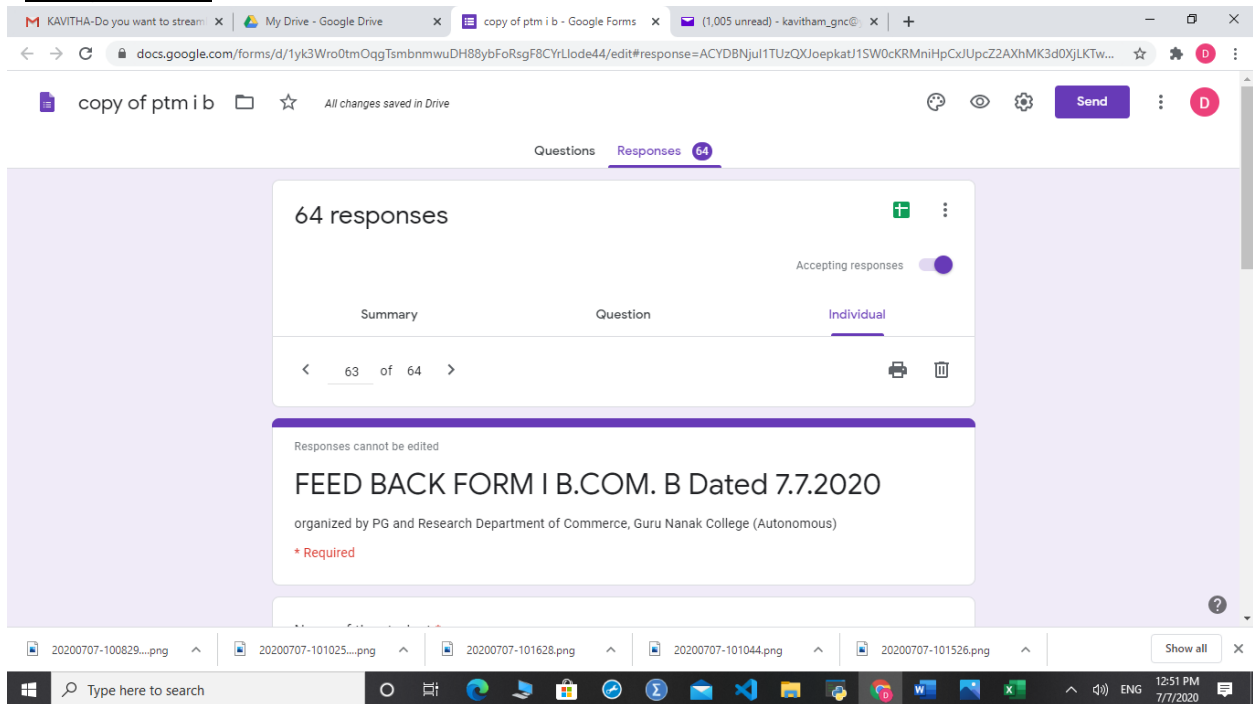 KAVITHA-Do you want to stream
My Drive - Google Drive
copy of ptm i b - Google Forms
(1,005 unread) - kavitham_gnc@
docs.google.com/forms/d/1yk3Wro0tmOqgTsmbnmwuDH88ybFoRsgF8CYrLlode44/edit#response=ACYDBNjuI1TUzQXJoepkatJ1SW0cKRMniHpCxJUpcZ2AXhMK3d0XjLKTw...
D
copy of ptm i b
All changes saved in Drive
Send
D
Questions
Responses 64
64 responses
Accepting responses
Summary
Question
Individual
63 of 64
Responses cannot be edited
FEED BACK FORM I B.COM. B Dated 7.7.2020
organized by PG and Research Department of Commerce, Guru Nanak College (Autonomous)
* Required
20200707-100829....png
20200707-101025....png
20200707-101628.png
20200707-101044.png
20200707-101526.png
Show all
Type here to search
ENG
12:51 PM
7/7/2020